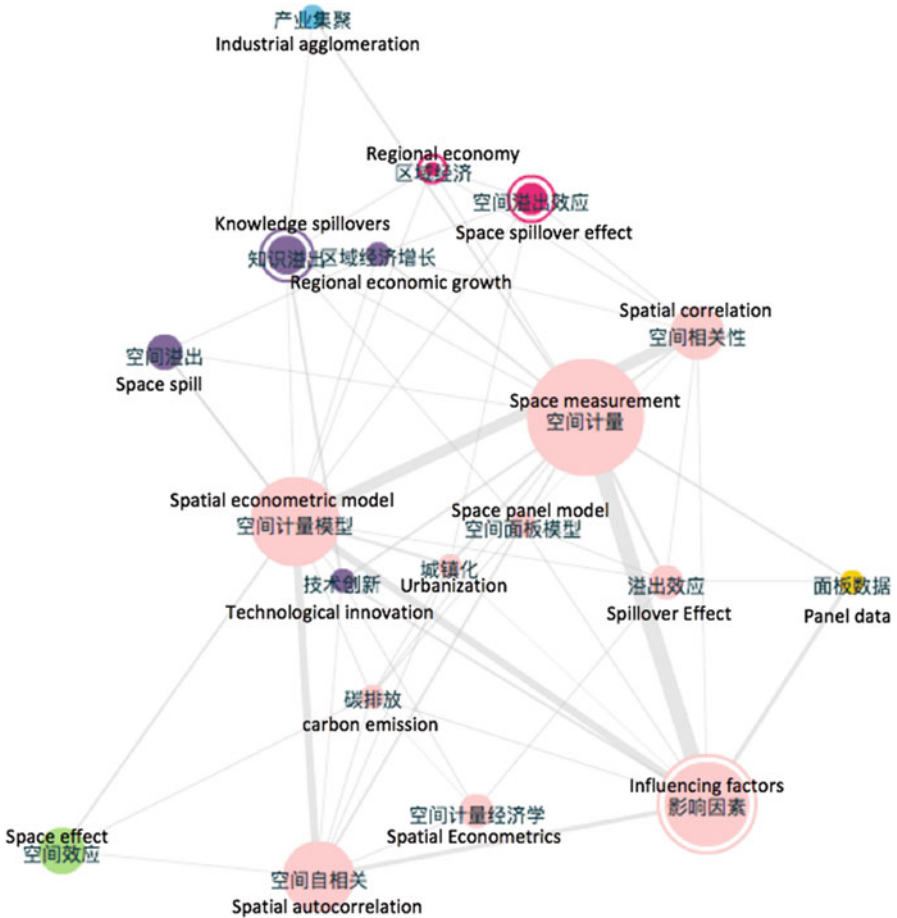 产业集聚
Industrial agglomeration
Regional economy
区域经济
空间溢出效应
Space spillover effect
Knowledge spillovers
知识溢出
区域经济增长
Regional economic growth
Spatial correlation
空间相关性
空间溢出
Space spill
Space measurement
空间计量
Spatial econometric model
空间计量模型
Space panel model
空间面板模型
城镇化
Urbanization
技术创新
Technological innovation
溢出效应
Spillover Effect
面板数据
Panel data
碳排放
carbon emission
Influencing factors
影响因素
空间计量经济学
Spatial Econometrics
Space effect
空间效应
空间自相关
Spatial autocorrelation